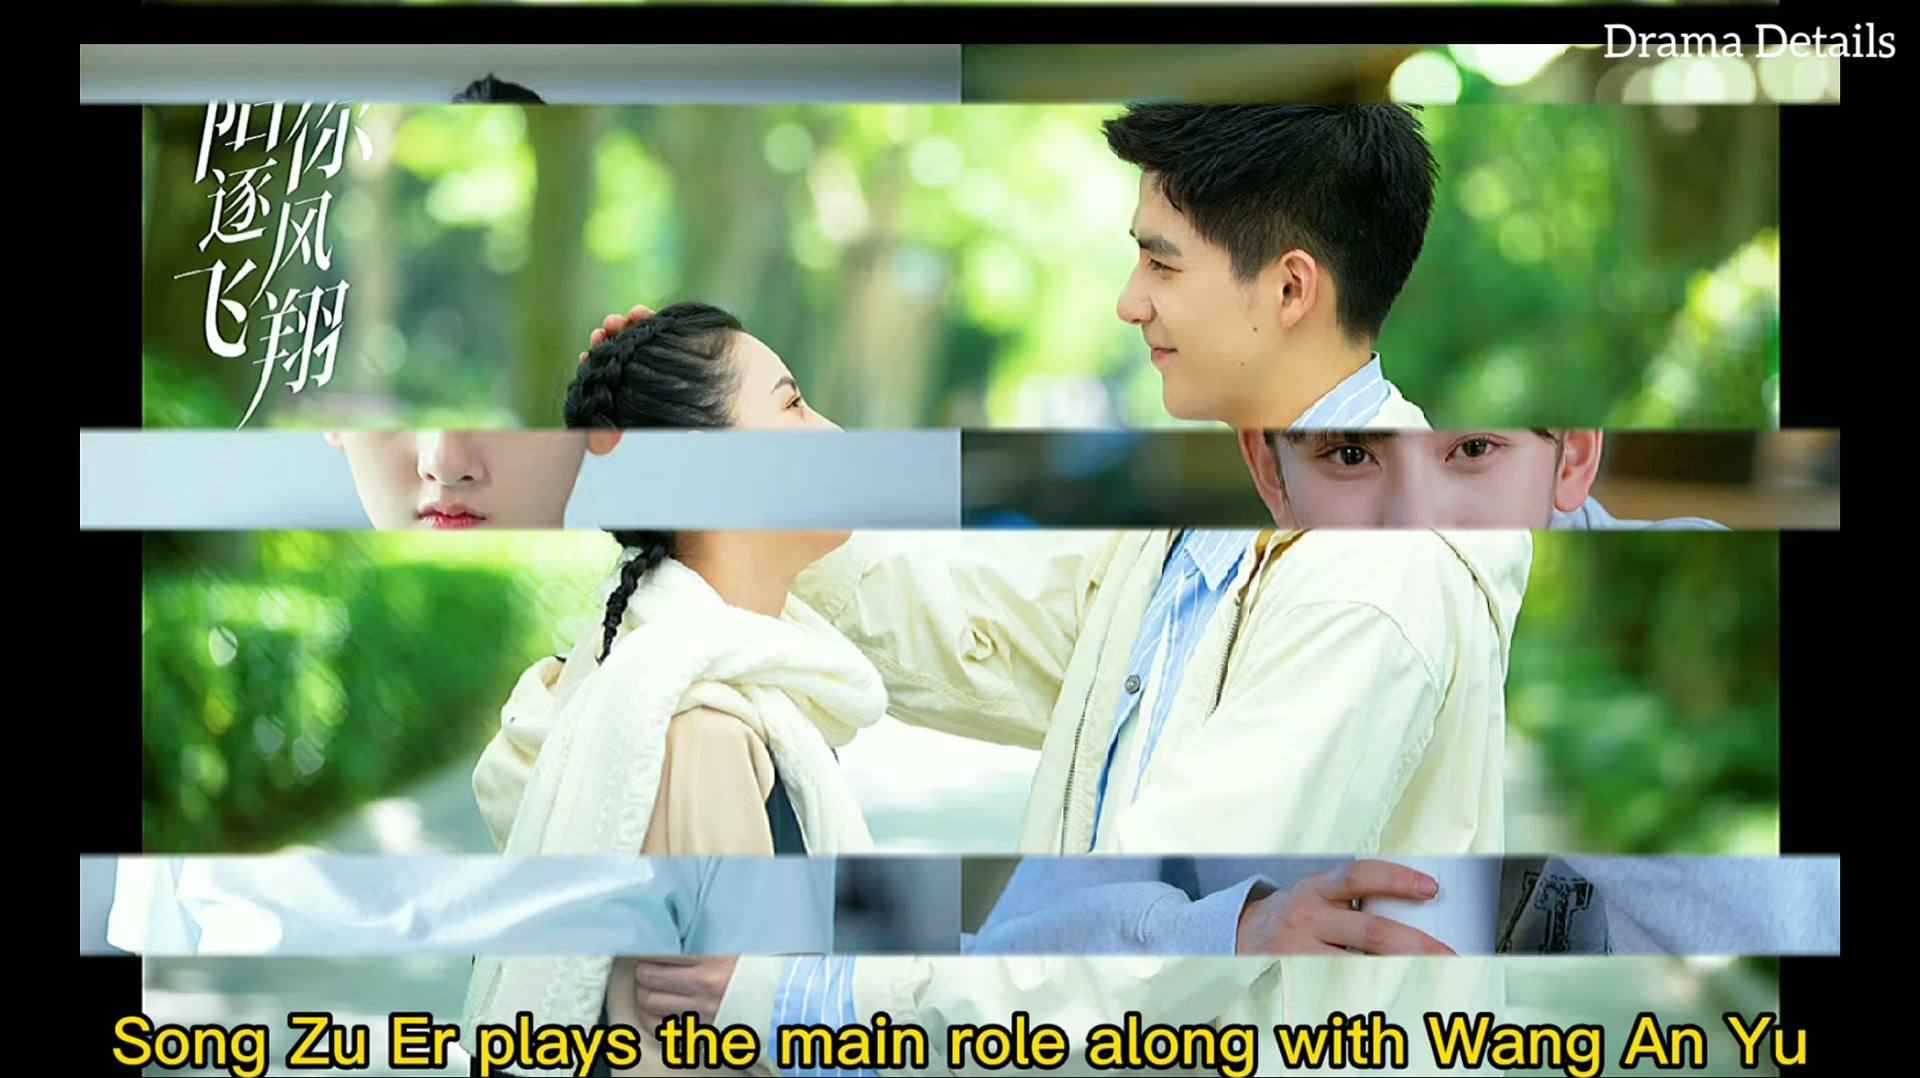 Drama Details
陪你
逐风
飞翔
Song Zu Er plays the main role along with Wang An Yu